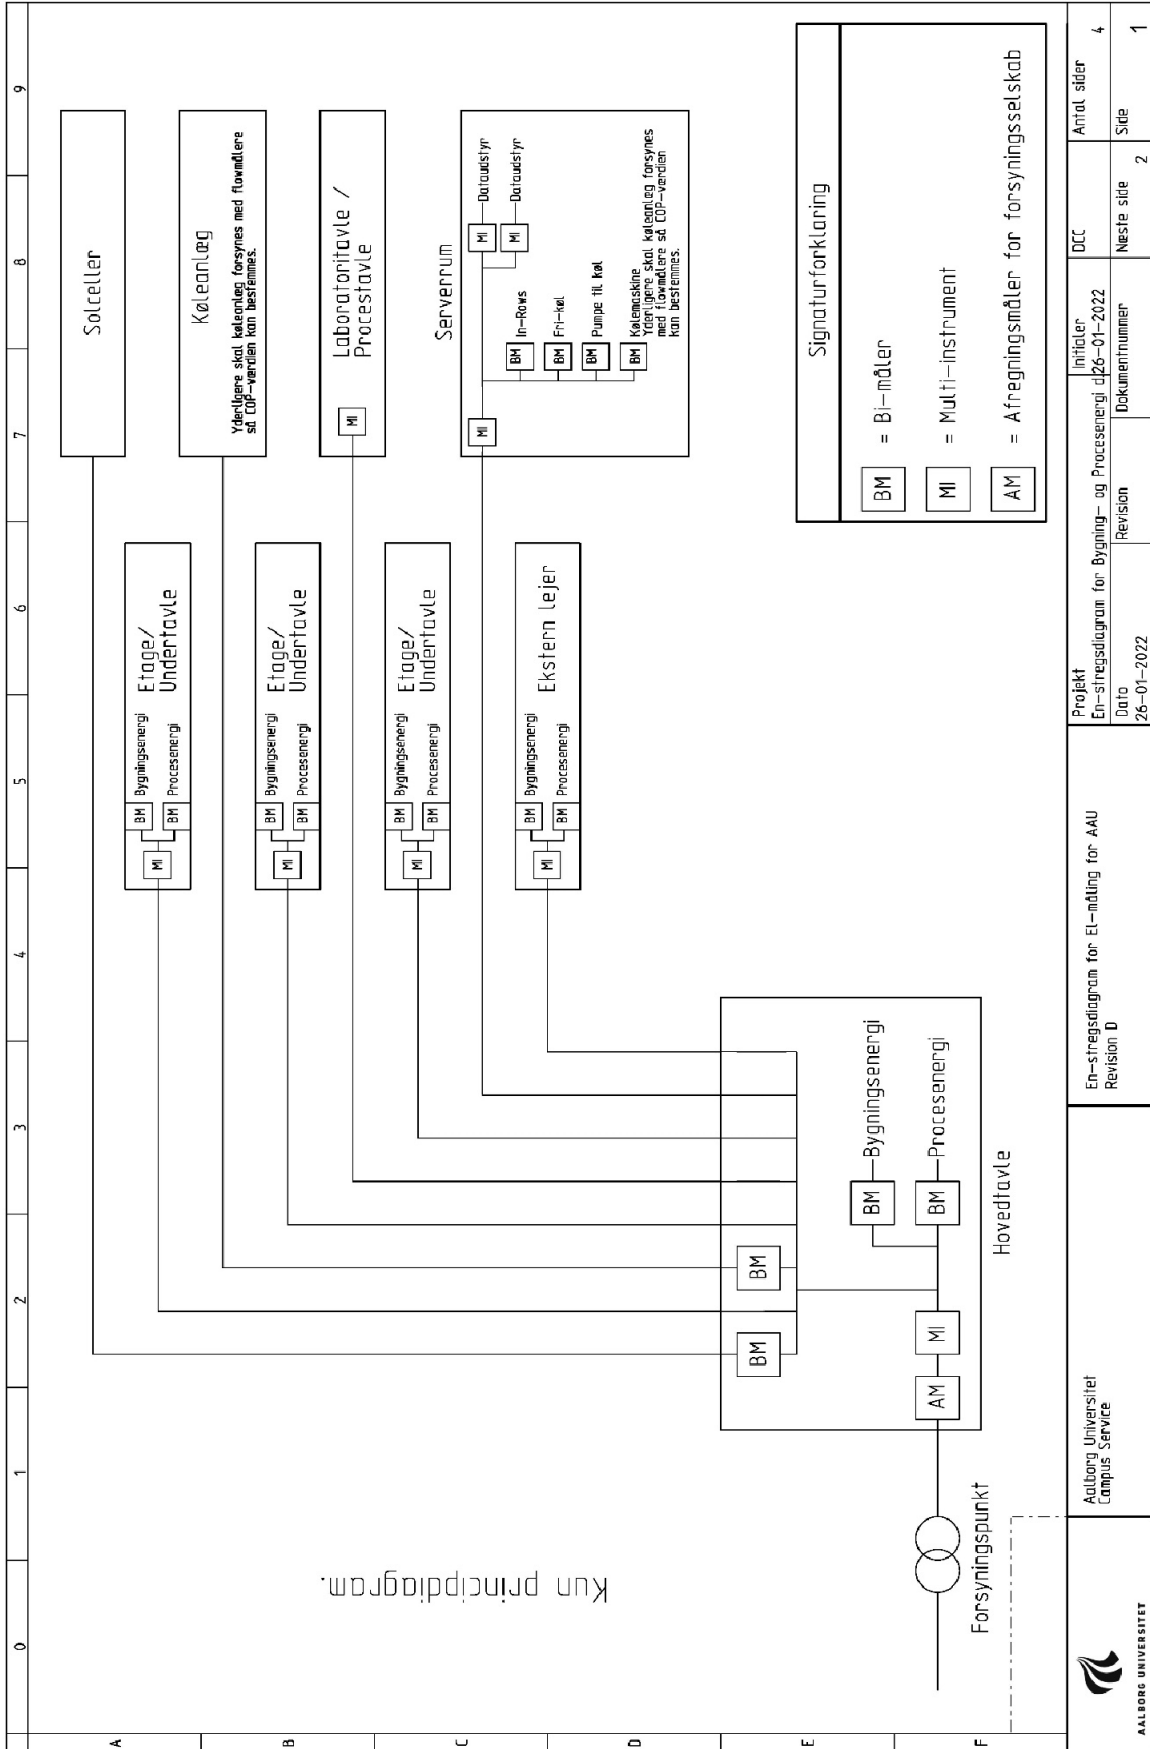 0 1 2 3 4 5 6 7 8 9
A
B
C
D
E
F
Kun principdiagram.
Solceller
Etage/
Undertavle
MI
BM Bygningsenergi
BM Procesenergi
Køleanlæg
Yderligere skal køleanlæg forsynes med flowmålere
så COP-værdien kan bestemmes.
Etage/
Undertavle
MI
BM Bygningsenergi
BM Procesenergi
Laboratoritavle /
Procestavle
MI
Etage/
Undertavle
MI
BM Bygningsenergi
BM Procesenergi
Serverrum
MI
MI Dataudstyr
MI Dataudstyr
BM In-Rows
BM Fri-køl
BM Pumpe til køl
BM Kølemaskine
Yderligere skal køleanlæg forsynes
med flowmålere så COP-værdien
kan bestemmes.
Ekstern lejer
MI
BM Bygningsenergi
BM Procesenergi
BM
BM
BM Bygningsenergi
AM MI BM Procesenergi
Hovedtavle
Forsyningspunkt
Signaturforklaring
BM = Bi-måler
MI = Multi-instrument
AM = Afregningsmåler for forsyningsselskab
AALBORG UNIVERSITET
Aalborg Universitet
Campus Service
En-stregsdiagram for El-måling for AAU
Revision D
Projekt
En-stregsdiagram for Bygning- og Procesenergi d.26-01-2022
Initialer
DCC
Antal sider
4
Dato
26-01-2022
Revision
Dokumentnummer
Næste side
2
Side
1